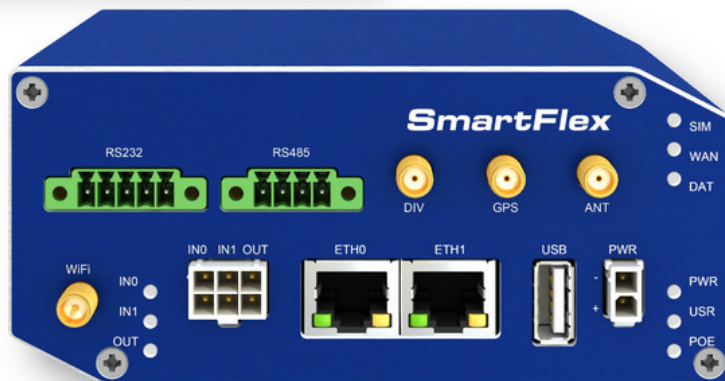 SmartFlex
SIM
WAN
DAT
RS232
RS485
DIV
GPS
ANT
WiFi
IN0
IN1
OUT
IN0 IN1 OUT
ETH0
ETH1
USB
PWR
-
+
PWR
USR
POE